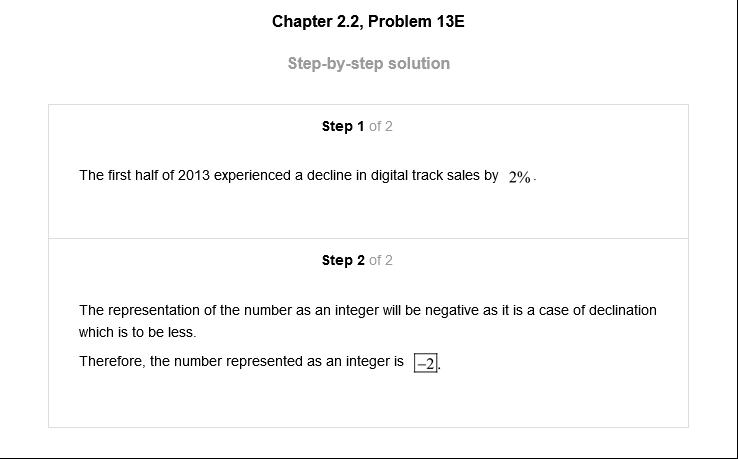 Chapter 2.2, Problem 13E
Step-by-step solution
Step 1 of 2
The first half of 2013 experienced a decline in digital track sales by 2%.
Step 2 of 2
The representation of the number as an integer will be negative as it is a case of declination
which is to be less.
Therefore, the number represented as an integer is −2.